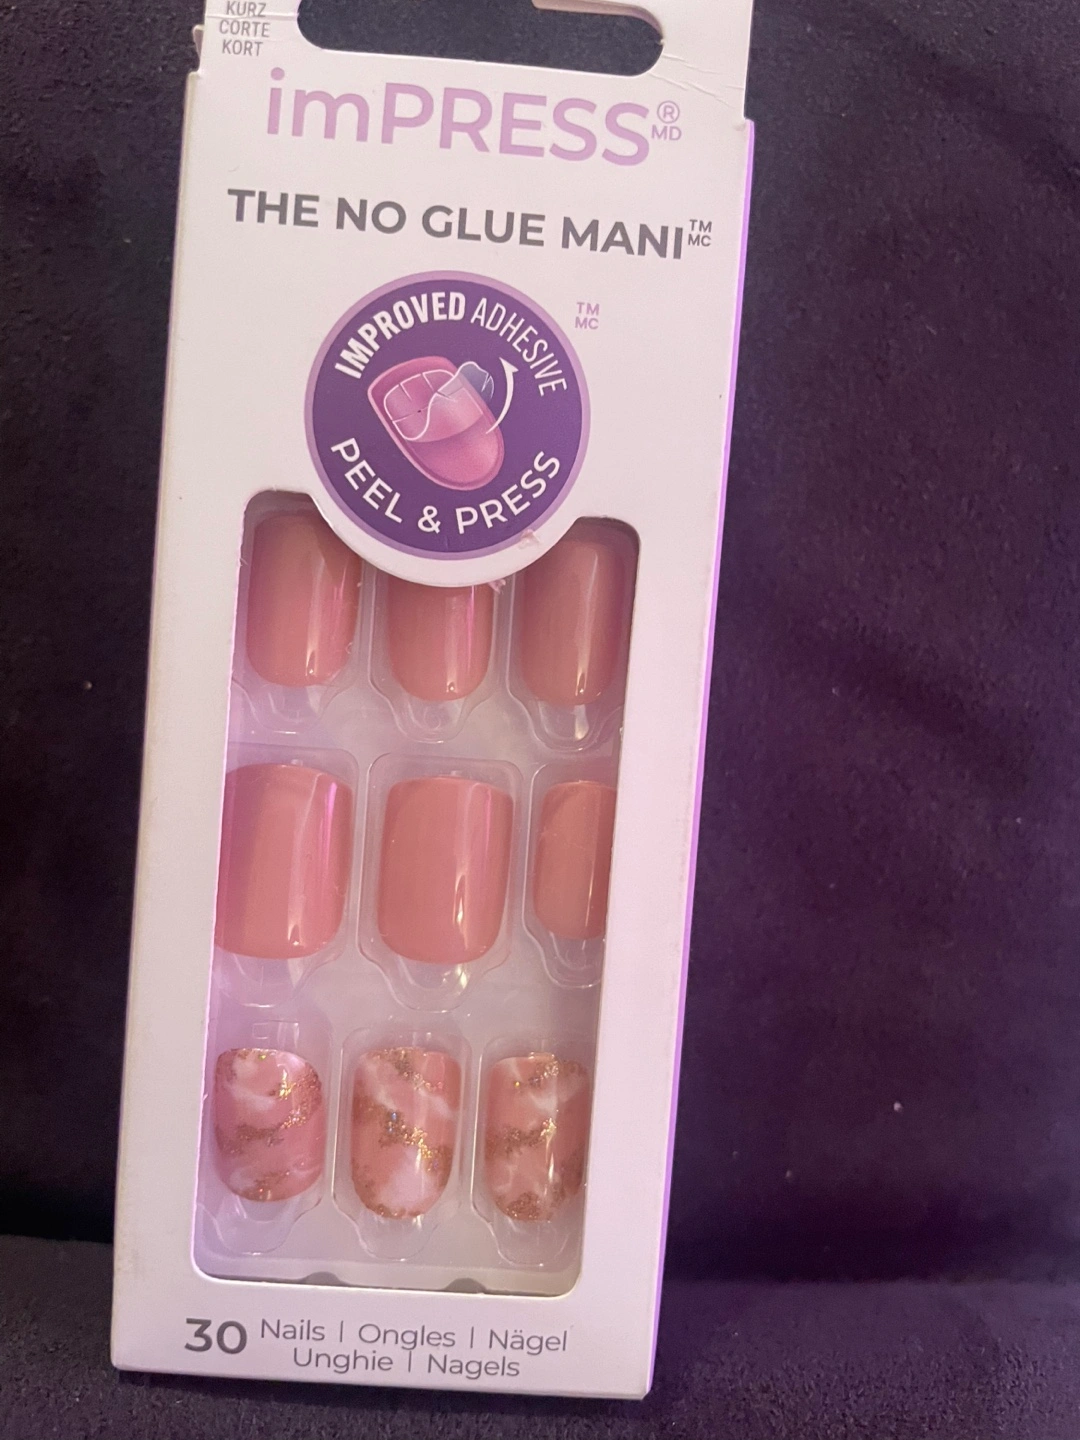 KURZ
CORTE
KORT
imPRESS® MD
THE NO GLUE MANI™ MC
IMPROVED ADHESIVE
TM
MC
PEEL & PRESS
30 Nails | Ongles | Nägel
Unghie | Nagels